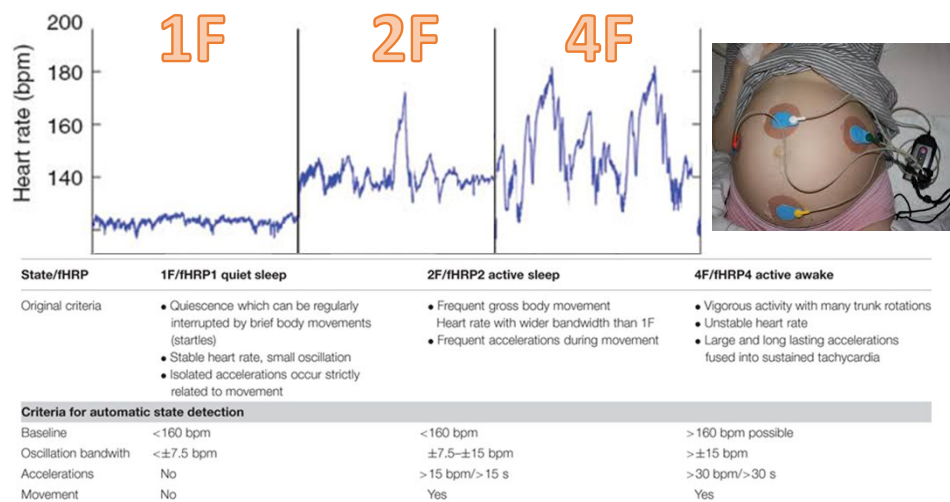 1F 2F 4F
200
180
160
140
Heart rate (bpm)
State/fHRP 1F/fHRP1 quiet sleep 2F/fHRP2 active sleep 4F/fHRP4 active awake
Original criteria
• Quiescence which can be regularly
interrupted by brief body movements
(startles)
• Stable heart rate, small oscillation
• Isolated accelerations occur strictly
related to movement
• Frequent gross body movement
Heart rate with wider bandwidth than 1F
• Frequent accelerations during movement
• Vigorous activity with many trunk rotations
• Unstable heart rate
• Large and long lasting accelerations
fused into sustained tachycardia
Criteria for automatic state detection
Baseline <160 bpm <160 bpm >160 bpm possible
Oscillation bandwith <±7.5 bpm ±7.5–±15 bpm >±15 bpm
Accelerations No >15 bpm/>15 s >30 bpm/>30 s
Movement No Yes Yes